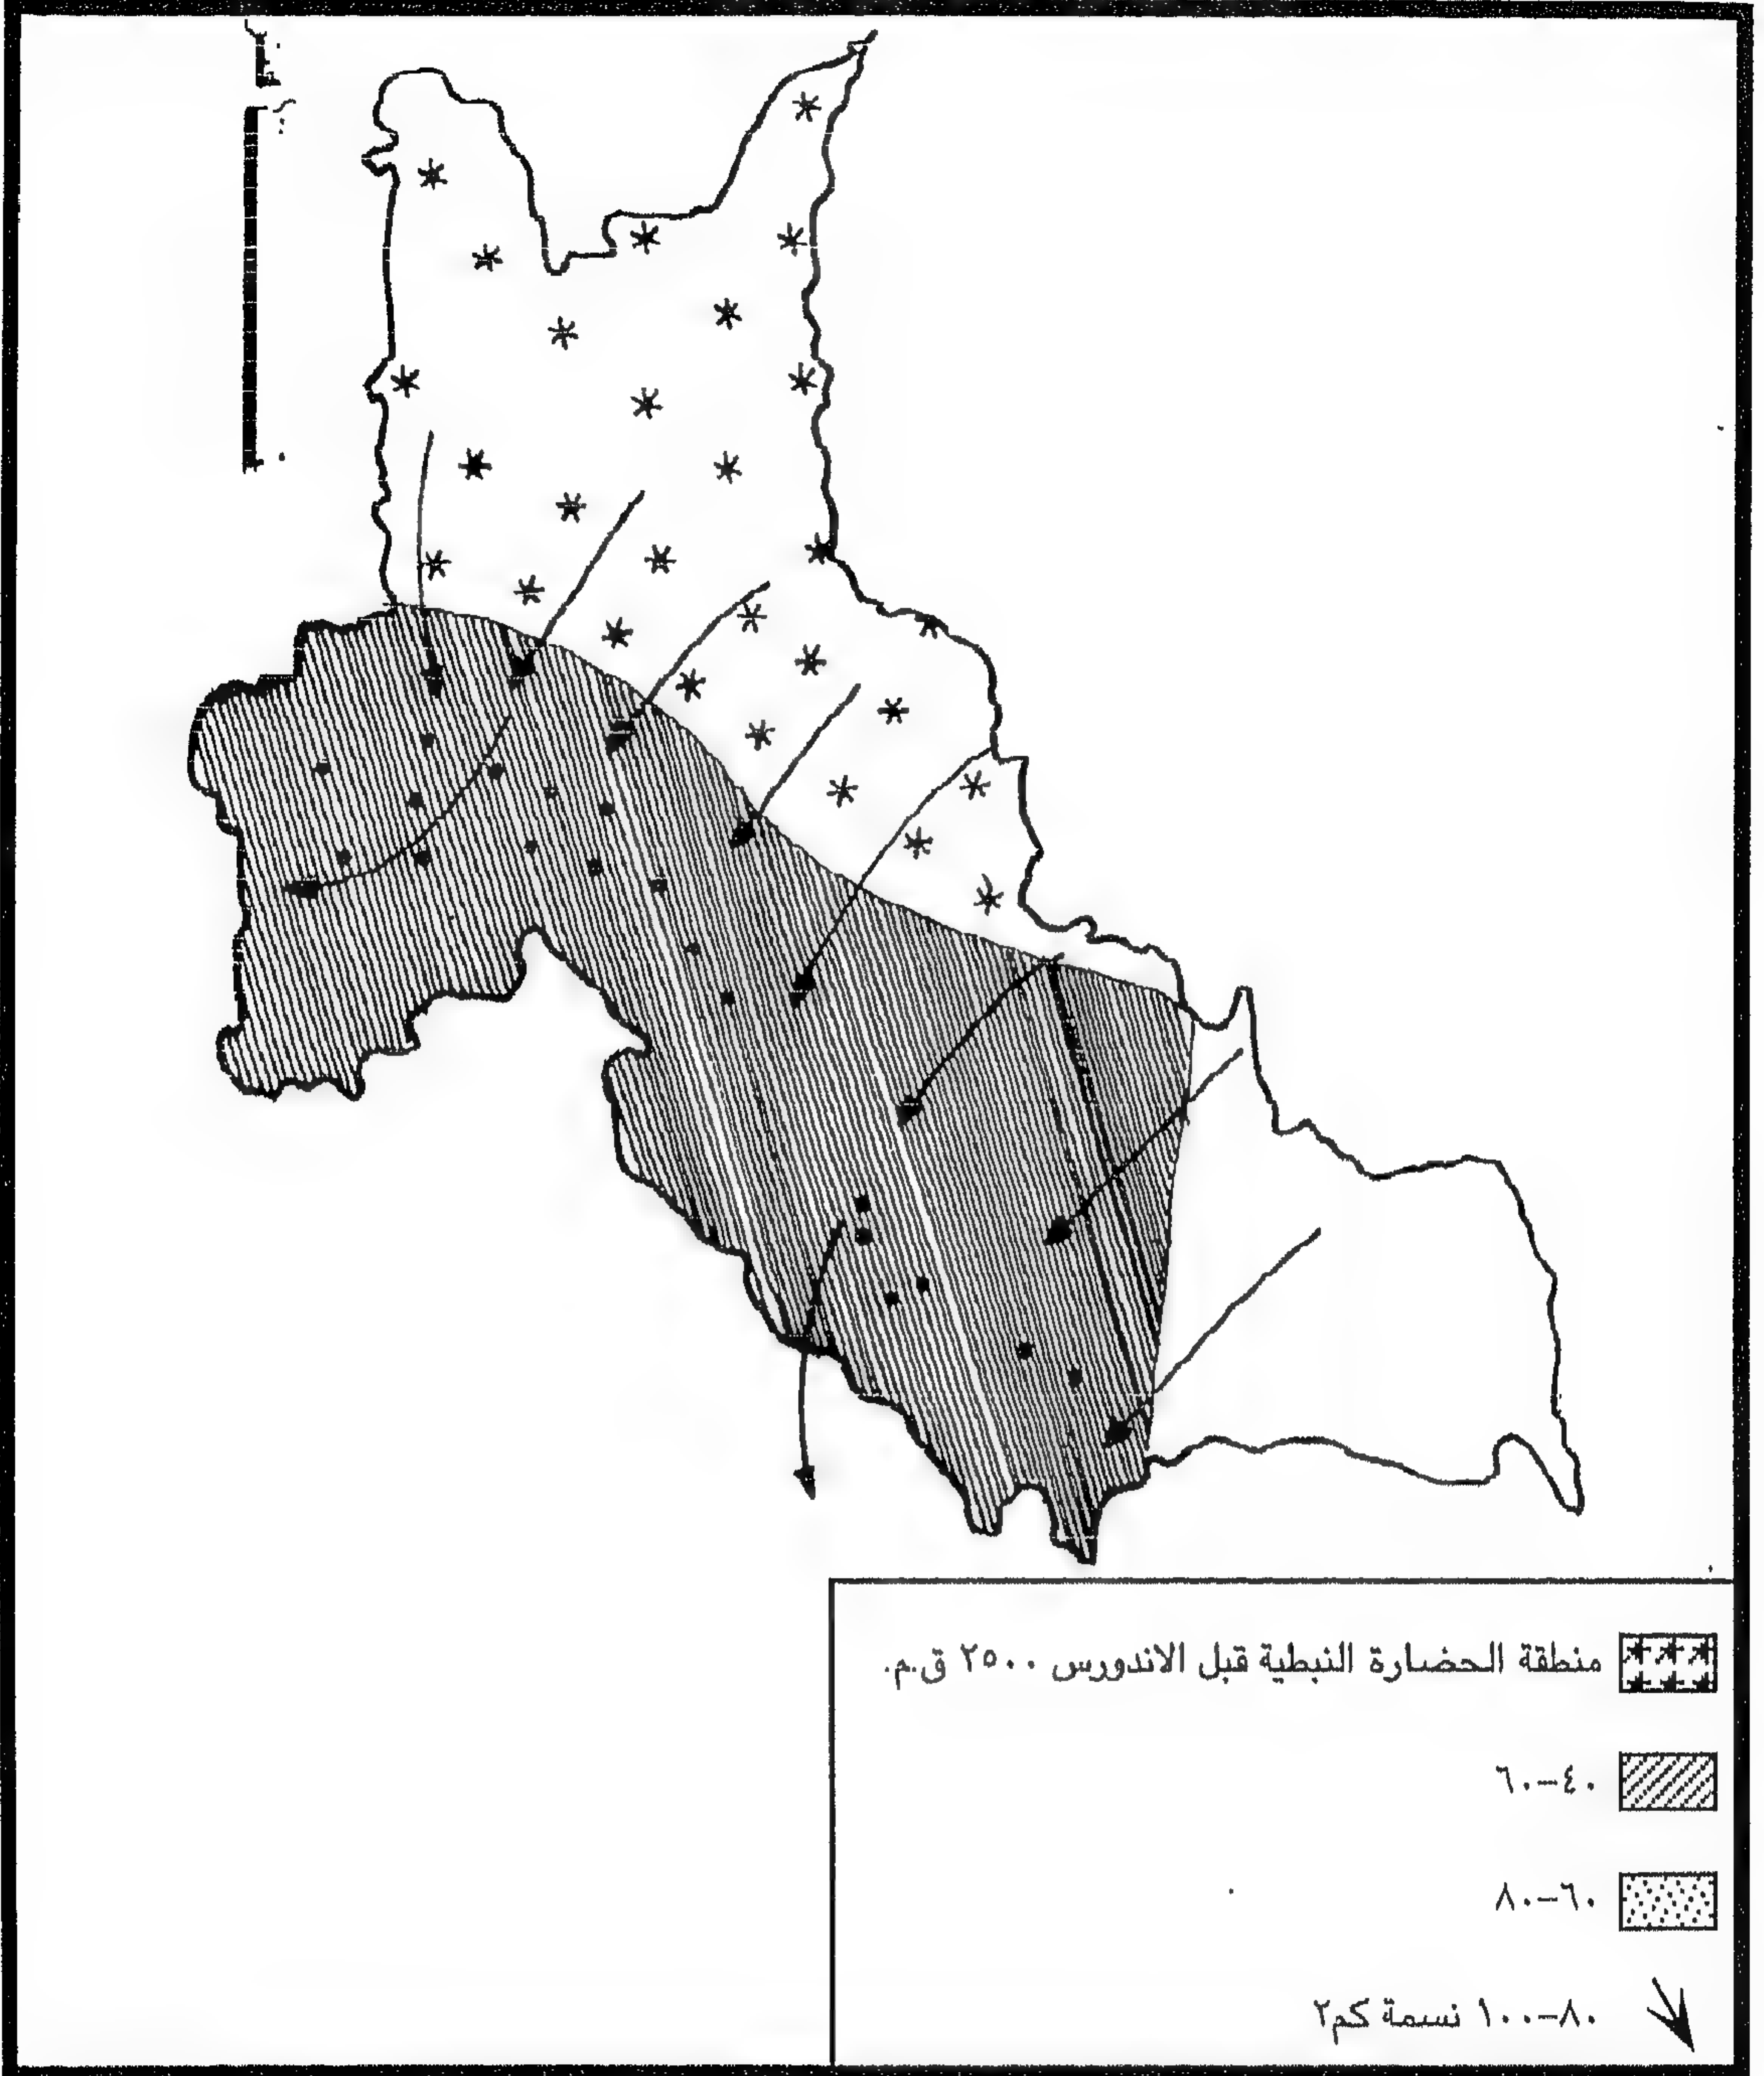 منطقة الحضارة النبطية قبل الاندورس ٢٥٠٠ ق.م.
٤٠-٦٠
٦٠-٨٠
٨٠-١٠٠ نسمة كم٢